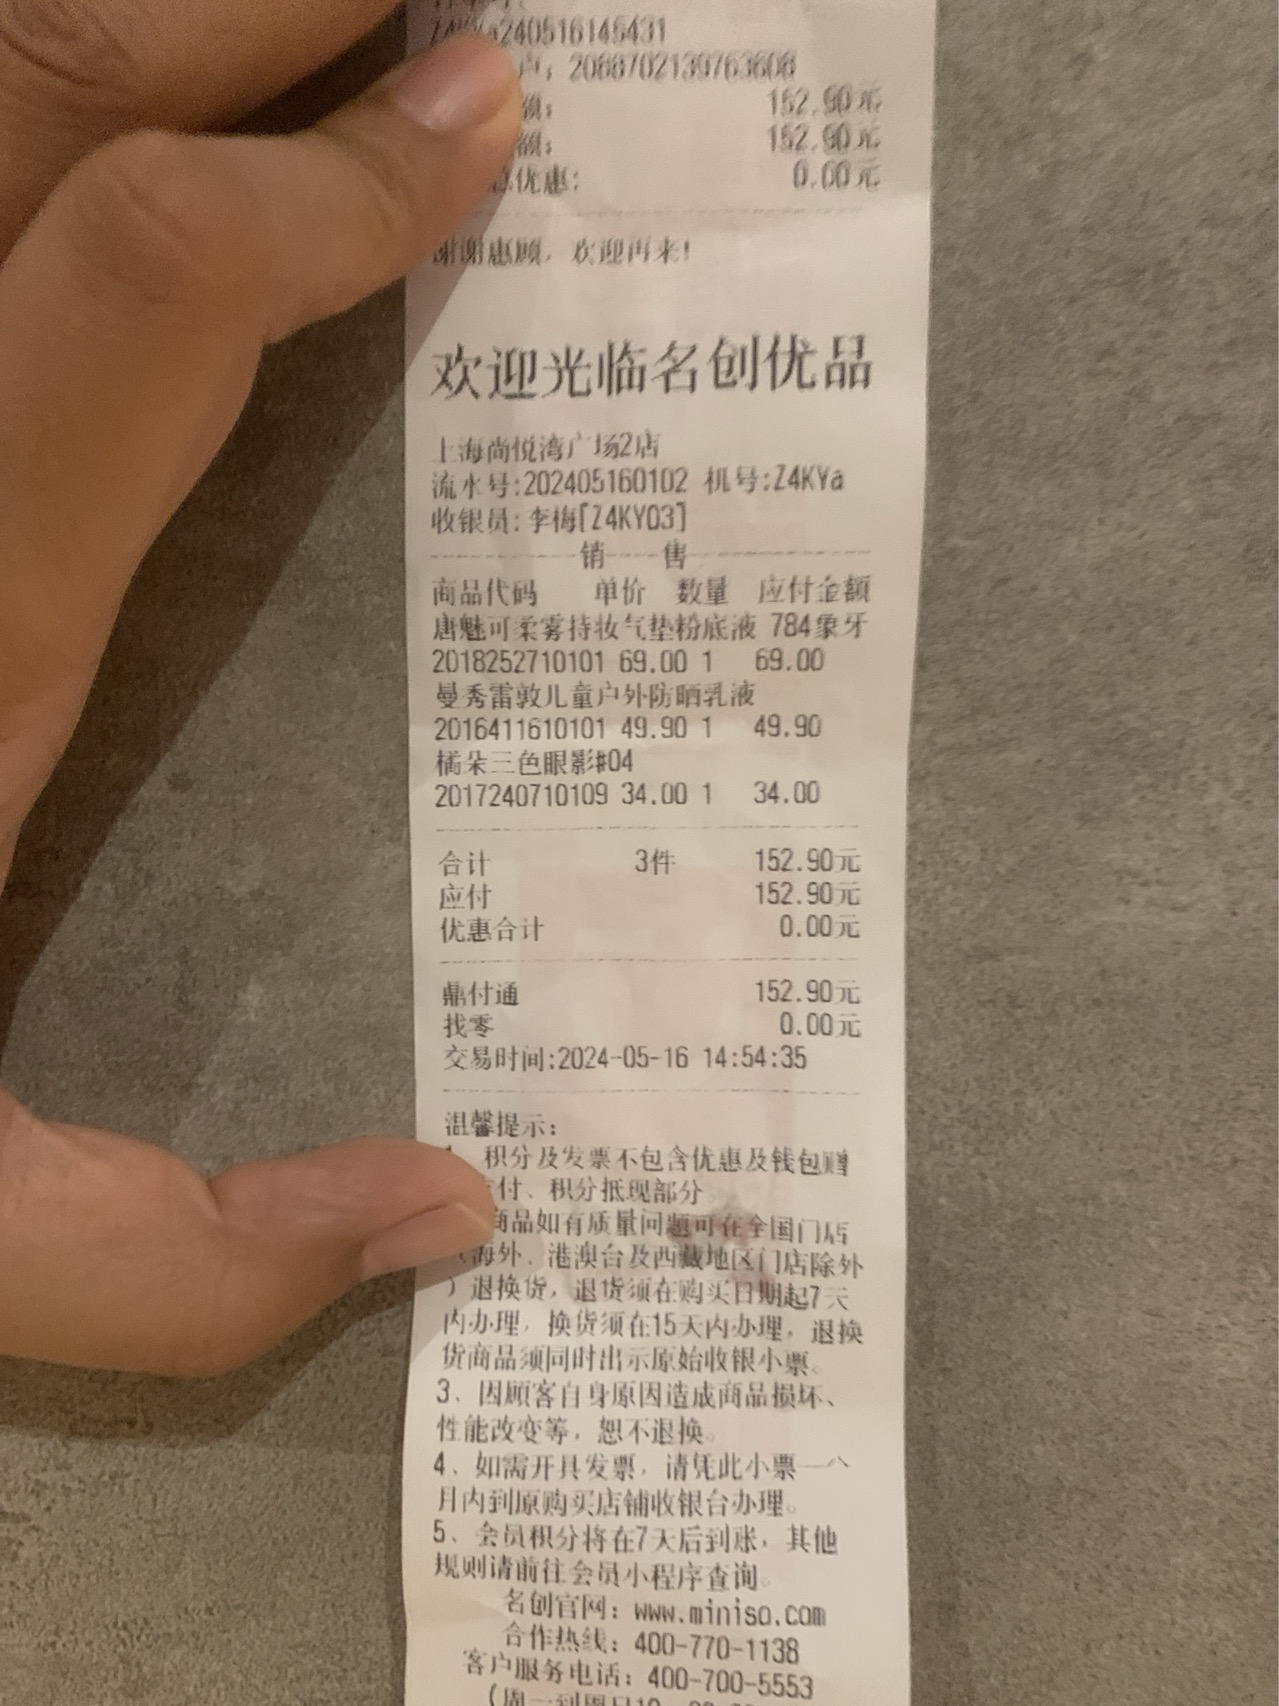 a240516145431
户：2088702139763608
额： 152.90元
额： 152.90元
优惠： 0.00元
谢谢惠顾，欢迎再来！
欢迎光临名创优品
上海尚悦湾广场2店
流水号:202405160102 机号:Z4KYa
收银员:李梅[Z4KY03]
销 售
商品代码 单价 数量 应付金额
唐魅可柔雾持妆气垫粉底液 784象牙
2018252710101 69.00 1 69.00
曼秀雷敦儿童户外防晒乳液
2016411610101 49.90 1 49.90
橘朵三色眼影#04
2017240710109 34.00 1 34.00
合计 3件 152.90元
应付 152.90元
优惠合计 0.00元
鼎付通 152.90元
找零 0.00元
交易时间:2024-05-16 14:54:35
温馨提示：
1、积分及发票不包含优惠及钱包赠
付、积分抵现部分
商品如有质量问题可在全国门店
（海外、港澳台及西藏地区门店除外
）退换货，退货须在购买日期起7天
内办理，换货须在15天内办理，退换
货商品须同时出示原始收银小票。
3、因顾客自身原因造成商品损坏、
性能改变等，恕不退换。
4、如需开具发票，请凭此小票一个
月内到原购买店铺收银台办理。
5、会员积分将在7天后到账，其他
规则请前往会员小程序查询。
名创官网：www.miniso.com
合作热线：400-770-1138
客户服务电话：400-700-5553
（周一到周日